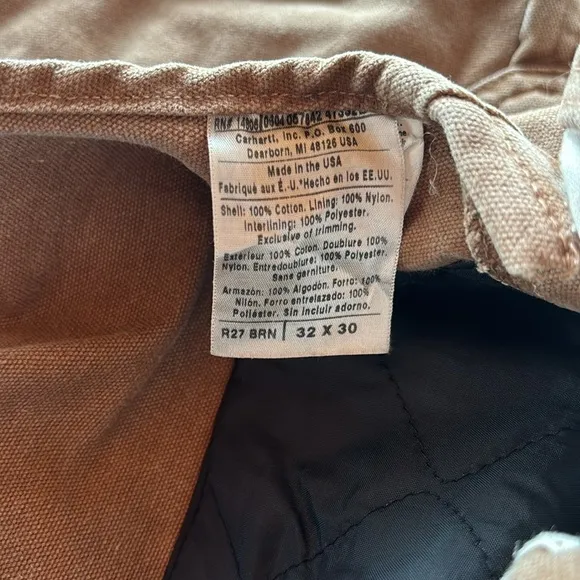 RN# 14806
Carhartt, Inc. P.O. Box 600
Dearborn, MI 48126 USA
Made in the USA
Fabriqué aux É.-U.*Hecho en los EE.UU.
Shell: 100% Cotton. Lining: 100% Nylon.
Interlining: 100% Polyester.
Exclusive of trimming.
Extérieur 100% Coton. Doublure 100%
Nylon. Entredoublure: 100% Polyester.
Sans garniture.
Armazón: 100% Algodón. Forro: 100%
Nilón. Forro entrelazado: 100%
Poliéster. Sin incluir adorno.
R27 BRN 32 X 30